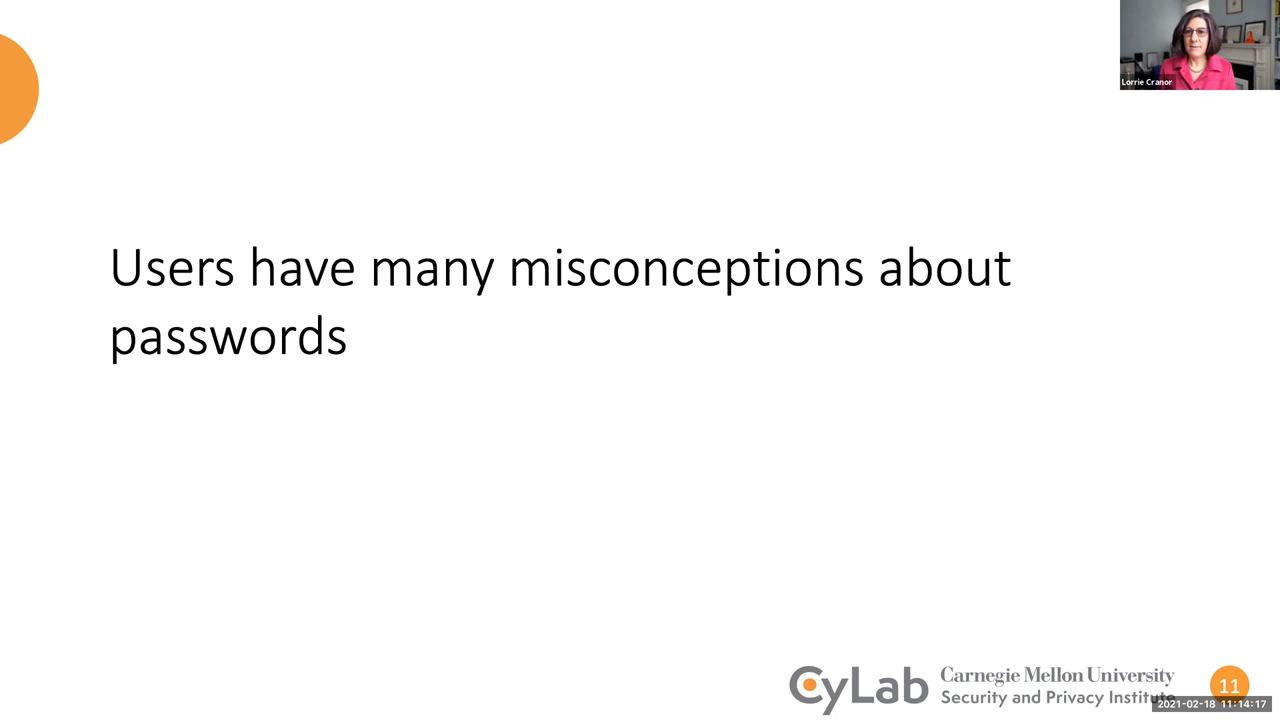 Lorrie Cranor
Users have many misconceptions about
passwords
CyLab
Carnegie Mellon University
Security and Privacy Institute
11
2021-02-18 11:14:17